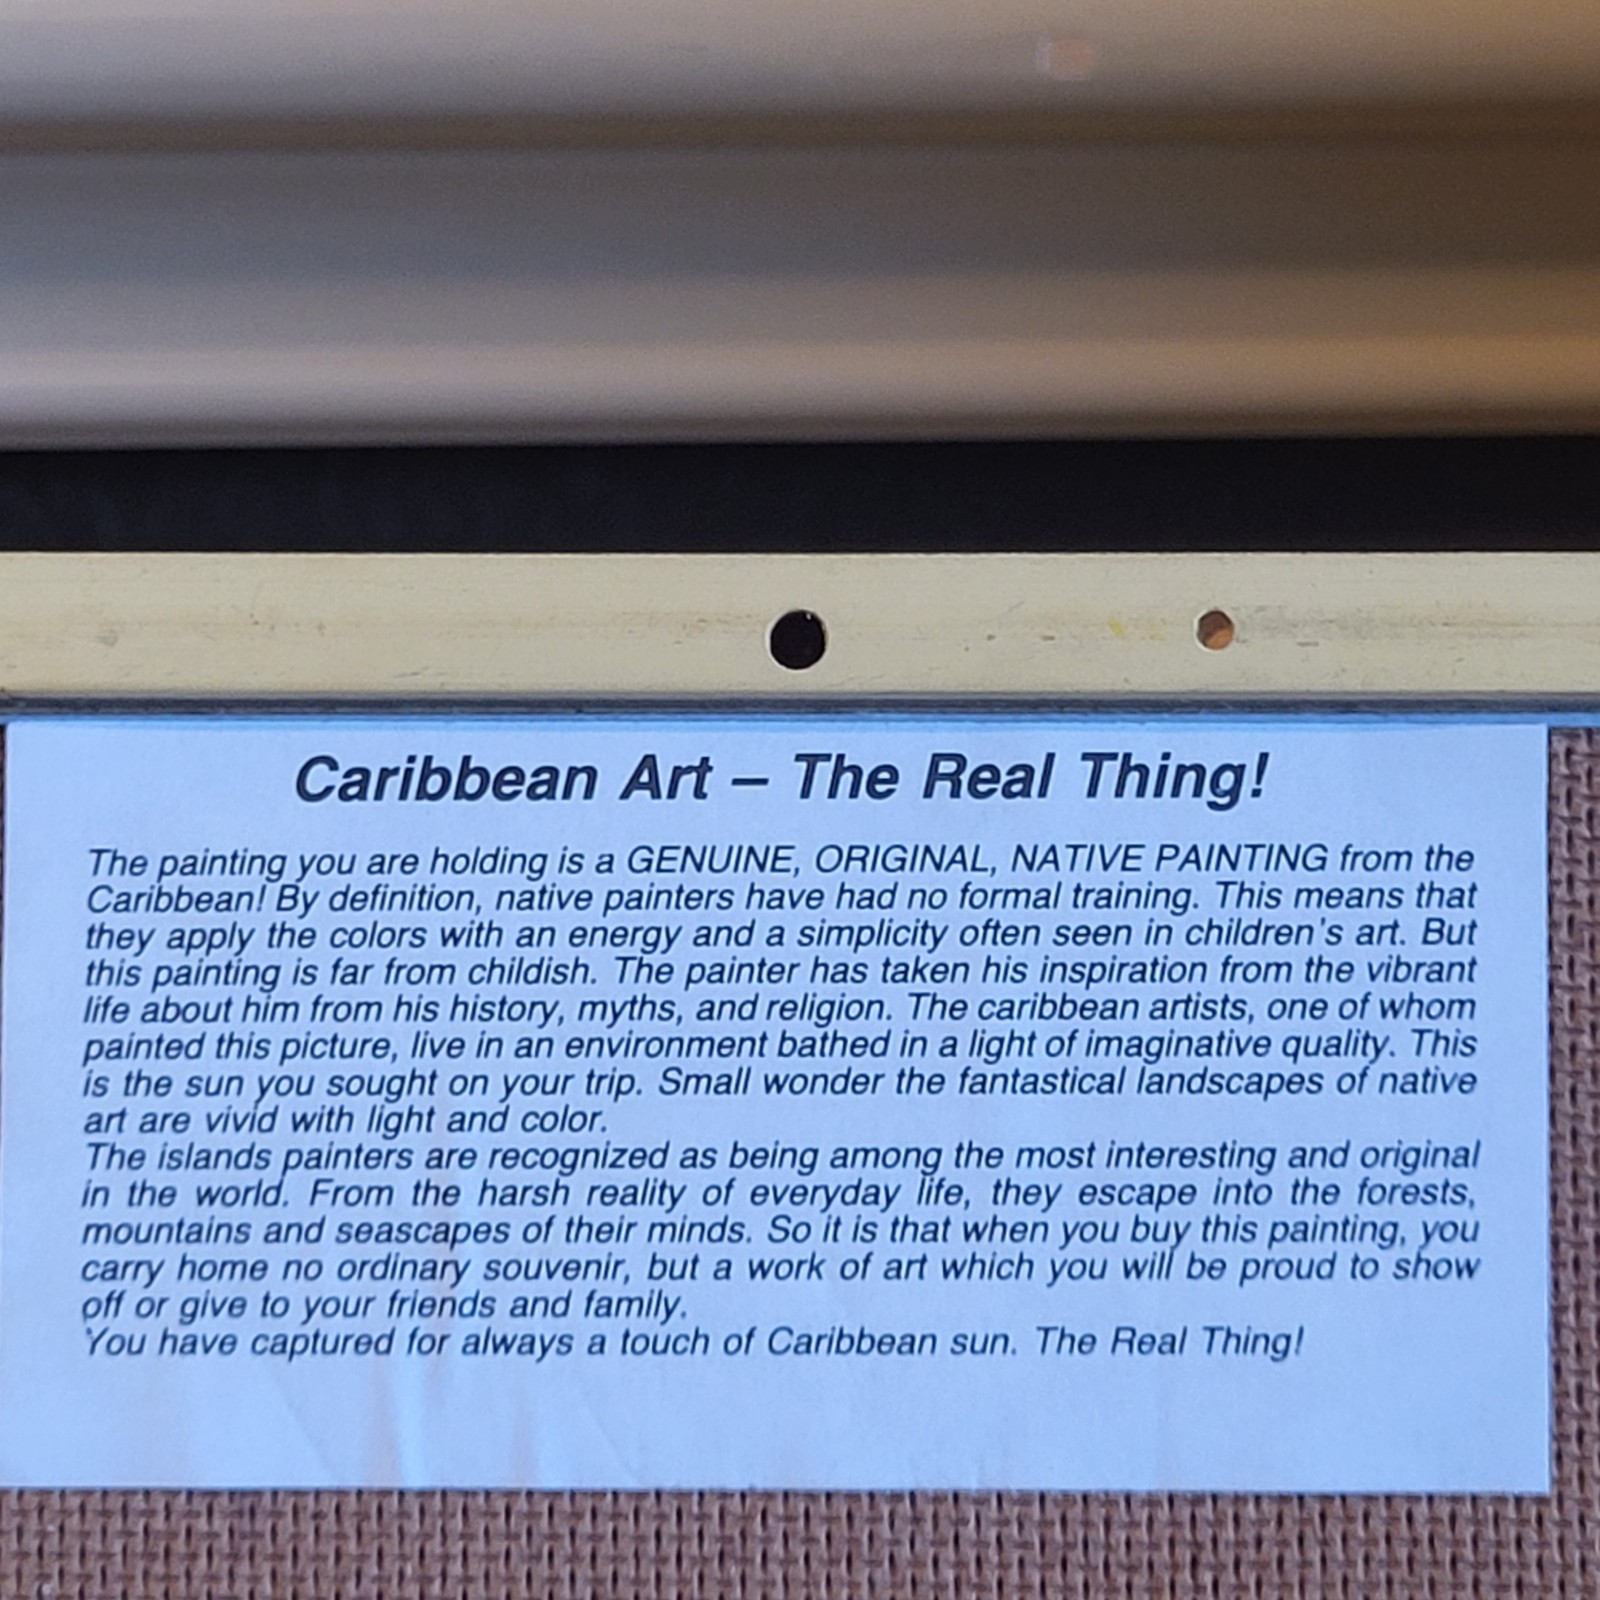 Caribbean Art – The Real Thing!
The painting you are holding is a GENUINE, ORIGINAL, NATIVE PAINTING from the
Caribbean! By definition, native painters have had no formal training. This means that
they apply the colors with an energy and a simplicity often seen in children's art. But
this painting is far from childish. The painter has taken his inspiration from the vibrant
life about him from his history, myths, and religion. The caribbean artists, one of whom
painted this picture, live in an environment bathed in a light of imaginative quality. This
is the sun you sought on your trip. Small wonder the fantastical landscapes of native
art are vivid with light and color.
The islands painters are recognized as being among the most interesting and original
in the world. From the harsh reality of everyday life, they escape into the forests,
mountains and seascapes of their minds. So it is that when you buy this painting, you
carry home no ordinary souvenir, but a work of art which you will be proud to show
off or give to your friends and family.
You have captured for always a touch of Caribbean sun. The Real Thing!